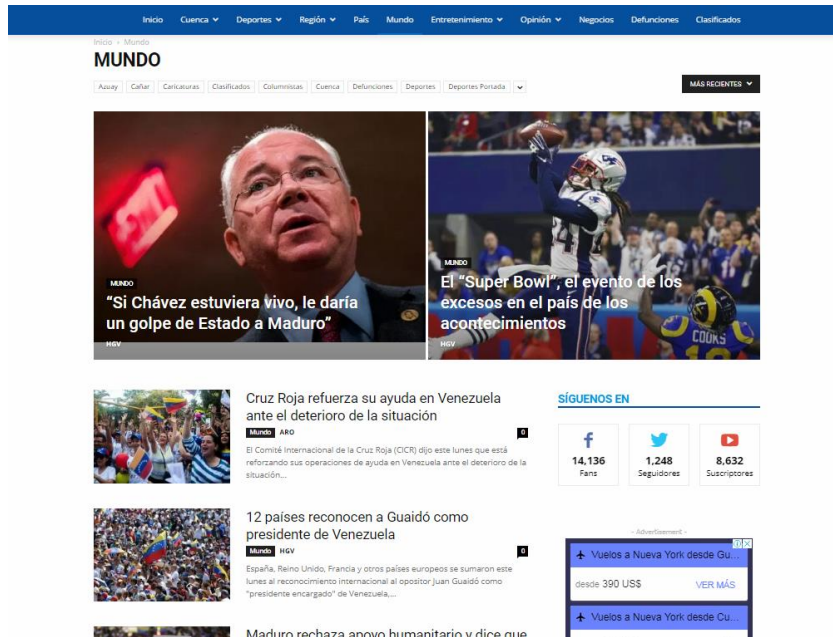 Inicio Cuenca Deportes Región País Mundo Entretenimiento Opinión Negocios Defunciones Clasificados
Inicio › Mundo
MUNDO
Azuay Cañar Caricaturas Clasificados Columnistas Cuenca Defunciones Deportes Deportes Portada
MÁS RECIENTES
MUNDO
“Si Chávez estuviera vivo, le daría
un golpe de Estado a Maduro”
HGV
MUNDO
El “Super Bowl”, el evento de los
excesos en el país de los
acontecimientos
HGV
COOKS
Cruz Roja refuerza su ayuda en Venezuela
ante el deterioro de la situación
Mundo ARO 0
El Comité Internacional de la Cruz Roja (CICR) dijo este lunes que está
reforzando sus operaciones de ayuda en Venezuela ante el deterioro de la
situación,...
12 países reconocen a Guaidó como
presidente de Venezuela
Mundo HGV 0
España, Reino Unido, Francia y otros países europeos se sumaron este
lunes al reconocimiento internacional al opositor Juan Guaidó como
"presidente encargado" de Venezuela,...
Maduro rechaza apoyo humanitario y dice que
SÍGUENOS EN
14,136 1,248 8,632
Fans Seguidores Suscriptores
- Advertisement -
Vuelos a Nueva York desde Gu...
desde 390 US$ VER MÁS
Vuelos a Nueva York desde Cu...